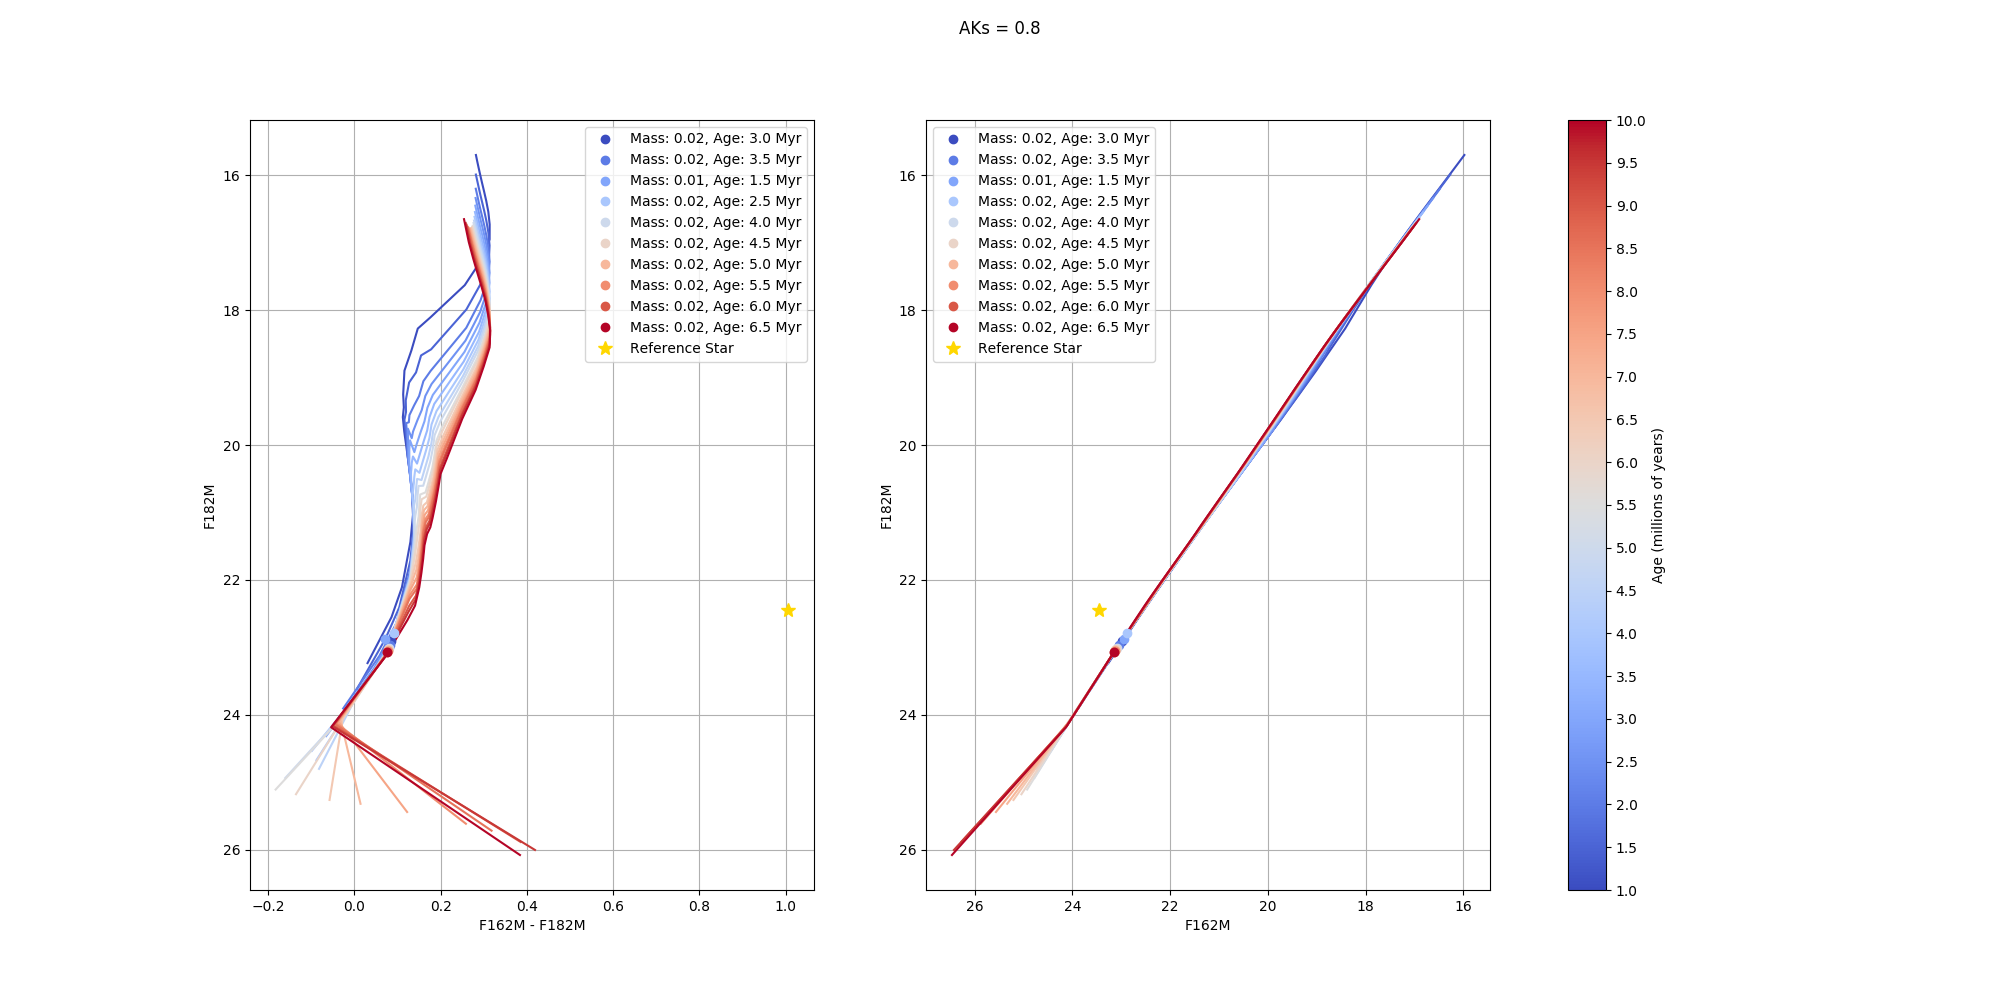 AKs = 0.8
16
18
20
22
24
26
F182M
−0.2
0.0
0.2
0.4
0.6
0.8
1.0
F162M - F182M
Mass: 0.02, Age: 3.0 Myr
Mass: 0.02, Age: 3.5 Myr
Mass: 0.01, Age: 1.5 Myr
Mass: 0.02, Age: 2.5 Myr
Mass: 0.02, Age: 4.0 Myr
Mass: 0.02, Age: 4.5 Myr
Mass: 0.02, Age: 5.0 Myr
Mass: 0.02, Age: 5.5 Myr
Mass: 0.02, Age: 6.0 Myr
Mass: 0.02, Age: 6.5 Myr
Reference Star
16
18
20
22
24
26
F182M
26
24
22
20
18
16
F162M
Mass: 0.02, Age: 3.0 Myr
Mass: 0.02, Age: 3.5 Myr
Mass: 0.01, Age: 1.5 Myr
Mass: 0.02, Age: 2.5 Myr
Mass: 0.02, Age: 4.0 Myr
Mass: 0.02, Age: 4.5 Myr
Mass: 0.02, Age: 5.0 Myr
Mass: 0.02, Age: 5.5 Myr
Mass: 0.02, Age: 6.0 Myr
Mass: 0.02, Age: 6.5 Myr
Reference Star
10.0
9.5
9.0
8.5
8.0
7.5
7.0
6.5
6.0
5.5
5.0
4.5
4.0
3.5
3.0
2.5
2.0
1.5
1.0
Age (millions of years)